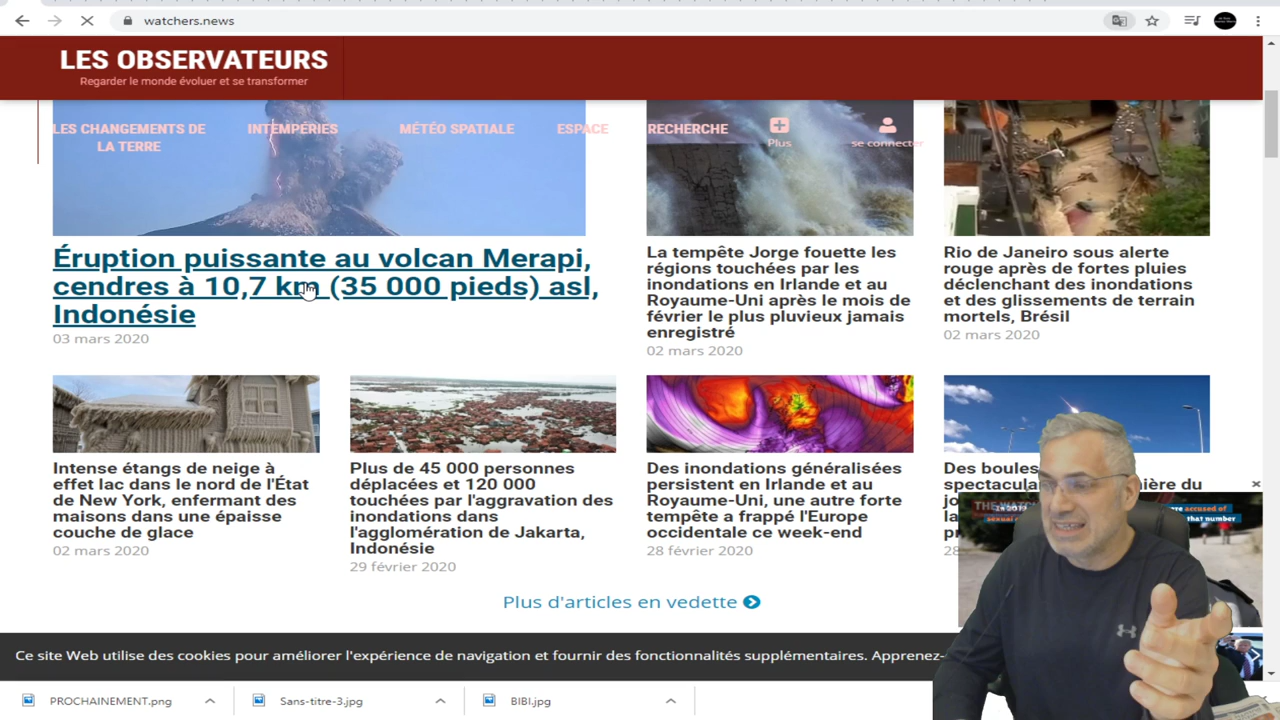 watchers.news
LES OBSERVATEURS
Regarder le monde évoluer et se transformer
LES CHANGEMENTS DE
LA TERRE
INTEMPÉRIES
MÉTÉO SPATIALE
ESPACE
RECHERCHE
Plus
se connecter
Éruption puissante au volcan Merapi,
cendres à 10,7 km (35 000 pieds) asl,
Indonésie
03 mars 2020
La tempête Jorge fouette les
régions touchées par les
inondations en Irlande et au
Royaume-Uni après le mois de
février le plus pluvieux jamais
enregistré
02 mars 2020
Rio de Janeiro sous alerte
rouge après de fortes pluies
déclenchant des inondations
et des glissements de terrain
mortels, Brésil
02 mars 2020
Intense étangs de neige à
effet lac dans le nord de l'État
de New York, enfermant des
maisons dans une épaisse
couche de glace
02 mars 2020
Plus de 45 000 personnes
déplacées et 120 000
touchées par l'aggravation des
inondations dans
l'agglomération de Jakarta,
Indonésie
29 février 2020
Des inondations généralisées
persistent en Irlande et au
Royaume-Uni, une autre forte
tempête a frappé l'Europe
occidentale ce week-end
28 février 2020
Des boules
du
accused of
that number
Plus d'articles en vedette
Ce site Web utilise des cookies pour améliorer l'expérience de navigation et fournir des fonctionnalités supplémentaires. Apprenez-
PROCHAINEMENT.png
Sans-titre-3.jpg
BIBI.jpg